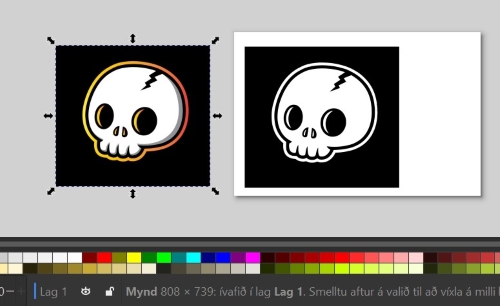 Lag 1 Mynd 808 × 739: ívafið í lag Lag 1. Smelltu aftur á valið til að víxla á milli